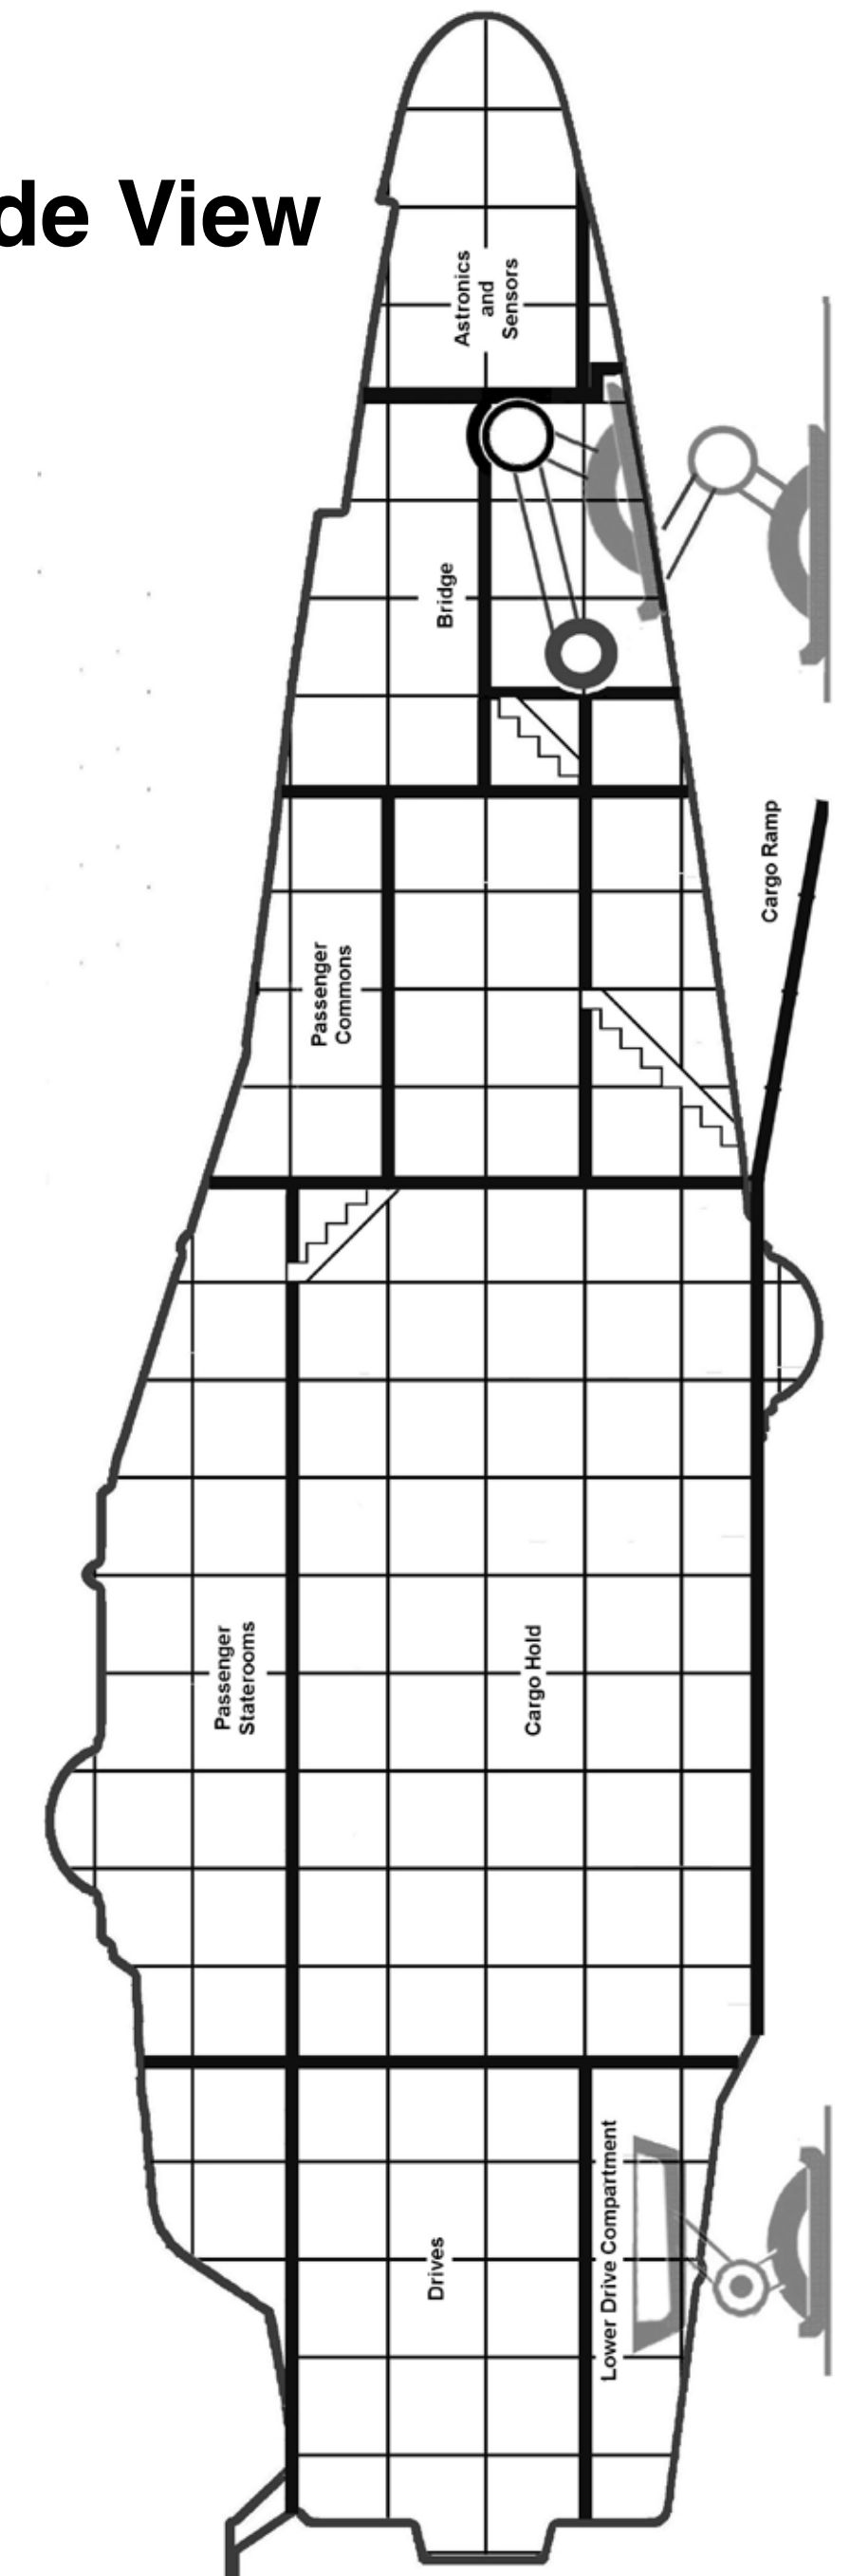 de View
Astronics
and
Sensors
Bridge
Cargo Ramp
Passenger
Commons
Passenger
Staterooms
Cargo Hold
Drives
Lower Drive Compartment